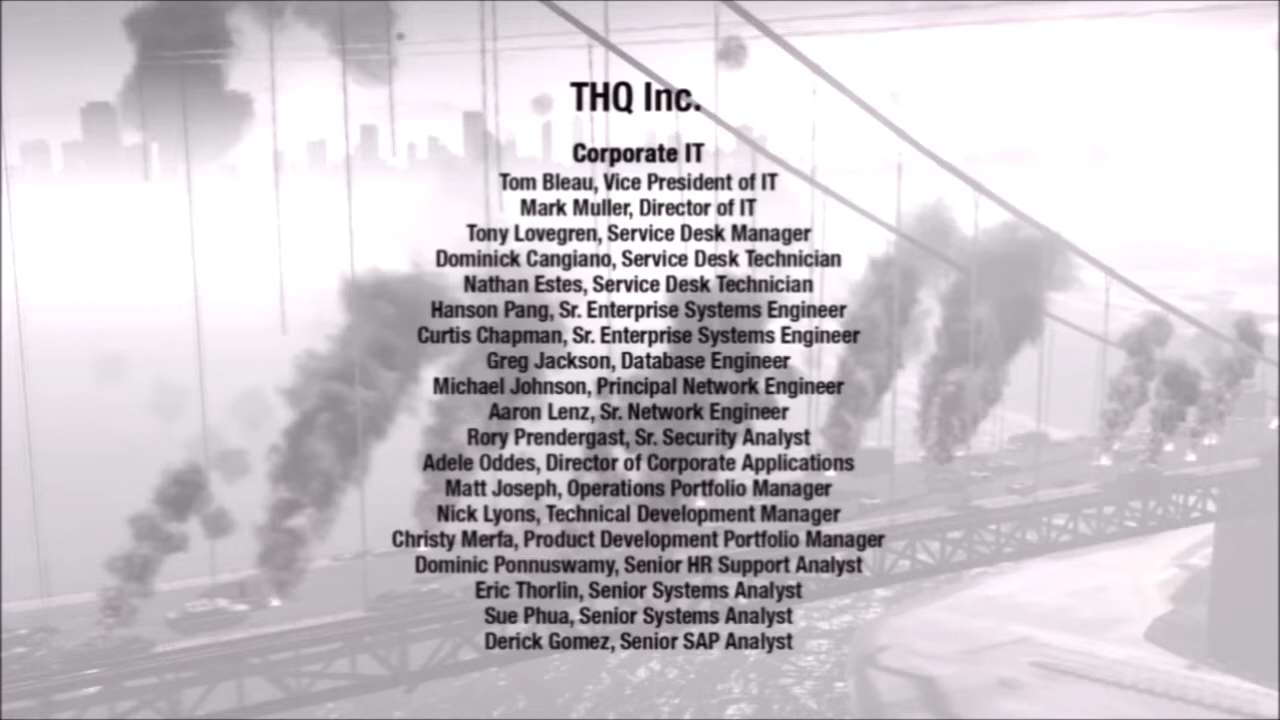 THQ Inc.
Corporate IT
Tom Bleau, Vice President of IT
Mark Muller, Director of IT
Tony Lovegren, Service Desk Manager
Dominick Cangiano, Service Desk Technician
Nathan Estes, Service Desk Technician
Hanson Pang, Sr. Enterprise Systems Engineer
Curtis Chapman, Sr. Enterprise Systems Engineer
Greg Jackson, Database Engineer
Michael Johnson, Principal Network Engineer
Aaron Lenz, Sr. Network Engineer
Rory Prendergast, Sr. Security Analyst
Adele Oddes, Director of Corporate Applications
Matt Joseph, Operations Portfolio Manager
Nick Lyons, Technical Development Manager
Christy Merfa, Product Development Portfolio Manager
Dominic Ponnuswamy, Senior HR Support Analyst
Eric Thorlin, Senior Systems Analyst
Sue Phua, Senior Systems Analyst
Derick Gomez, Senior SAP Analyst